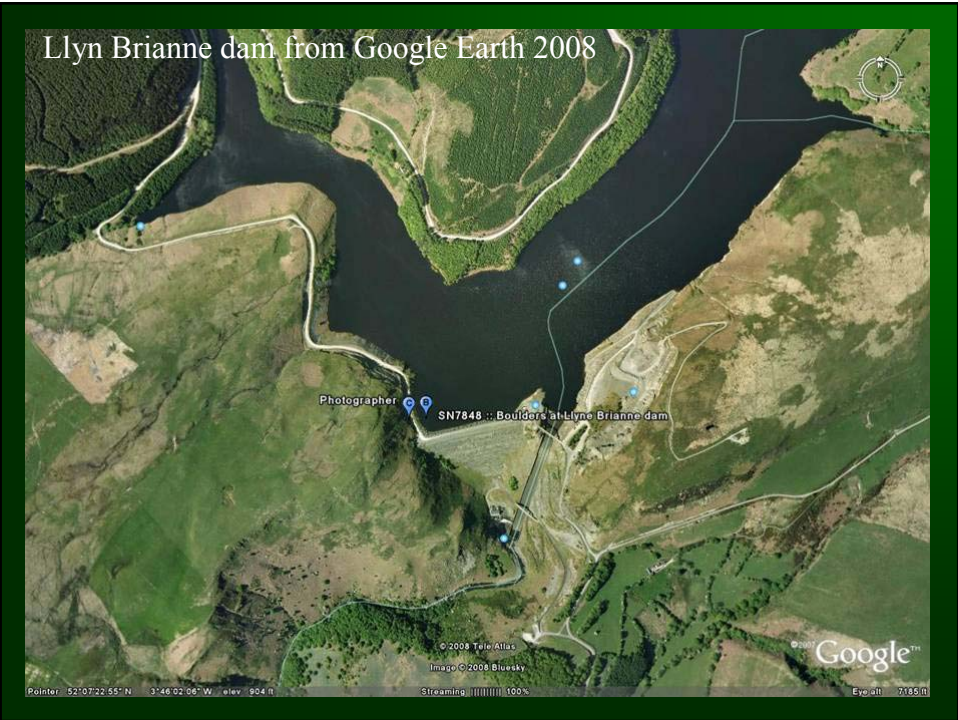 Llyn Brianne dam from Google Earth 2008
N
Photographer C B
SN7848 :: Boulders at Llyne Brianne dam
© 2008 Tele Atlas
Image © 2008 Bluesky
©2007 Google™
Pointer 52°07'22.55" N 3°46'02.06" W elev 904 ft Streaming |||||||||| 100% Eye alt 7185 ft